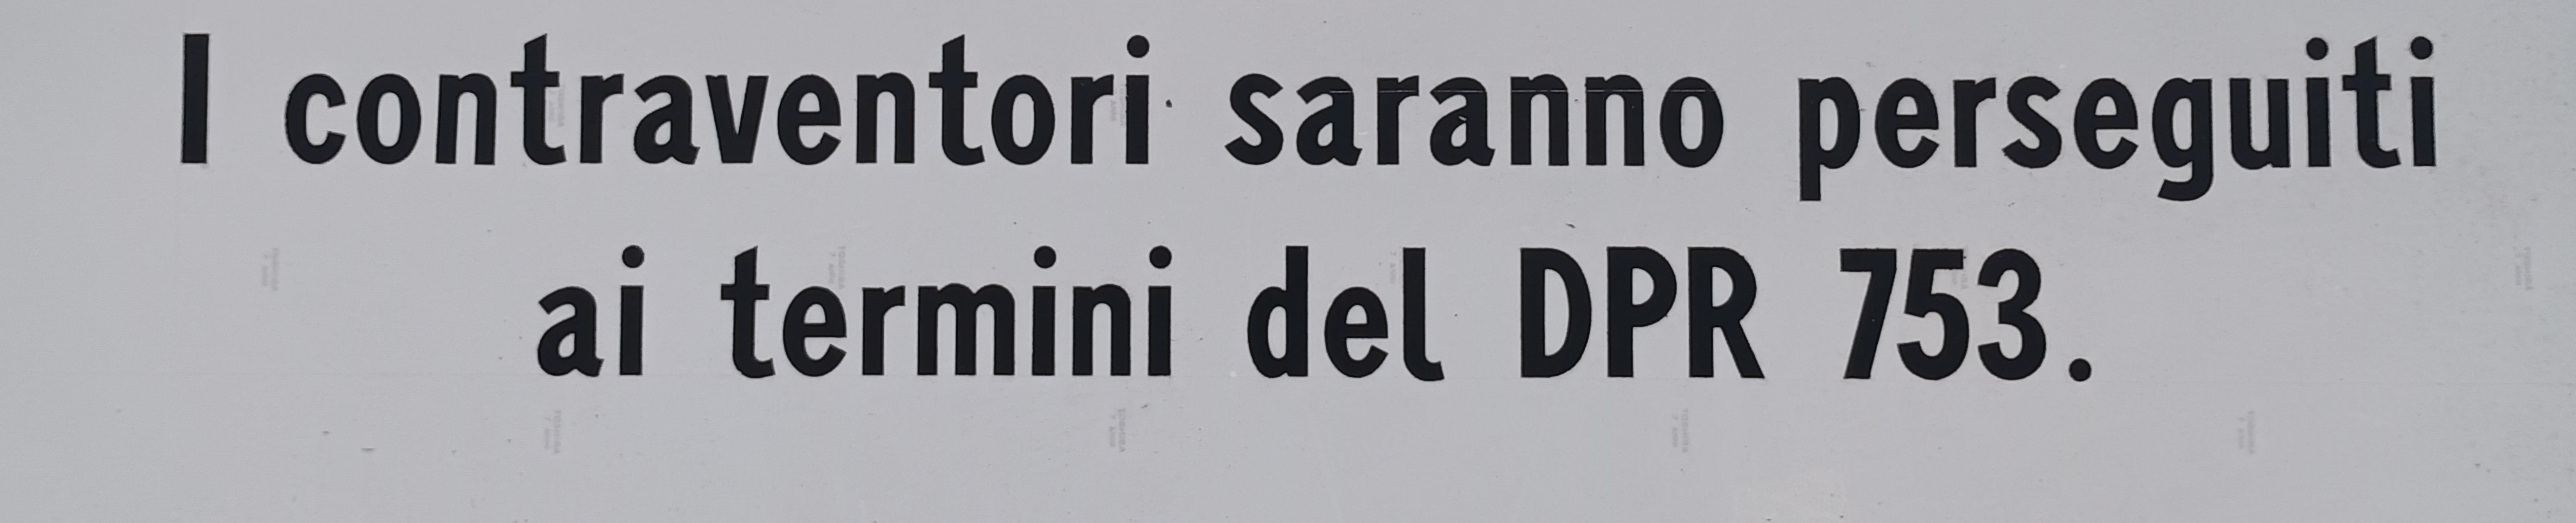 I contraventori saranno perseguiti
ai termini del DPR 753.